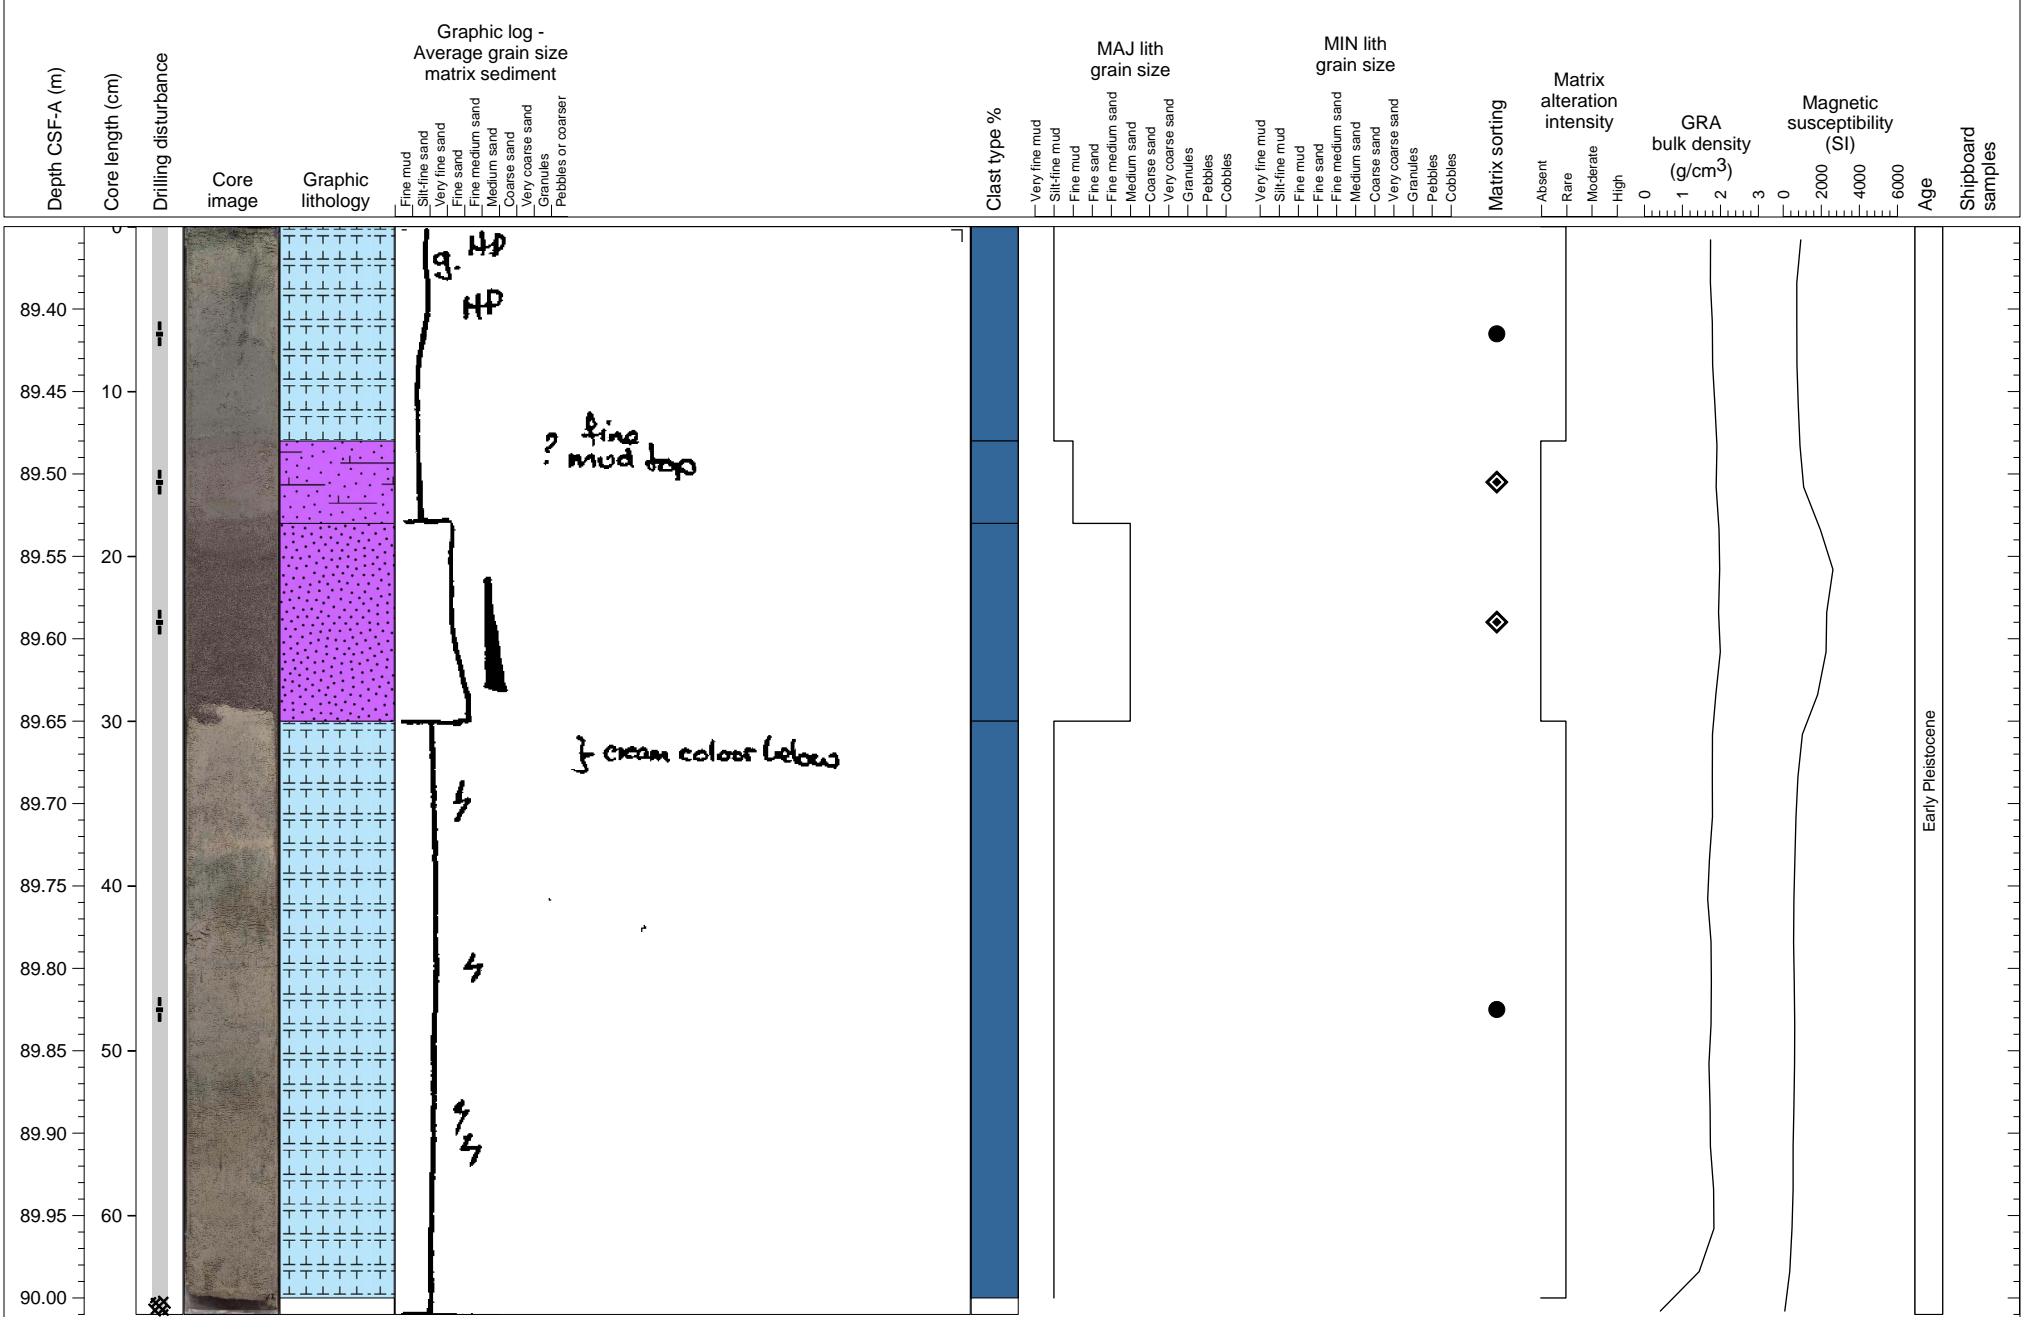 Depth CSF-A (m)
Core length (cm)
Drilling disturbance
Core
image
Graphic
lithology
Graphic log -
Average grain size
matrix sediment
Fine mud
Silt-fine sand
Very fine sand
Fine sand
Fine medium sand
Medium sand
Coarse sand
Very coarse sand
Granules
Pebbles or coarser
Clast type %
MAJ lith
grain size
Very fine mud
Silt-fine mud
Fine mud
Fine sand
Fine medium sand
Medium sand
Coarse sand
Very coarse sand
Granules
Pebbles
Cobbles
MIN lith
grain size
Very fine mud
Silt-fine mud
Fine mud
Fine sand
Fine medium sand
Medium sand
Coarse sand
Very coarse sand
Granules
Pebbles
Cobbles
Matrix sorting
Matrix
alteration
intensity
Absent
Rare
Moderate
High
GRA
bulk density
(g/cm3)
0 1 2 3
Magnetic
susceptibility
(SI)
0 2000 4000 6000
Age
Shipboard
samples
0
89.40
89.45
89.50
89.55
89.60
89.65
89.70
89.75
89.80
89.85
89.90
89.95
90.00
10
20
30
40
50
60
g. HD
HD
? fine
mud top
} cream colour below
Early Pleistocene